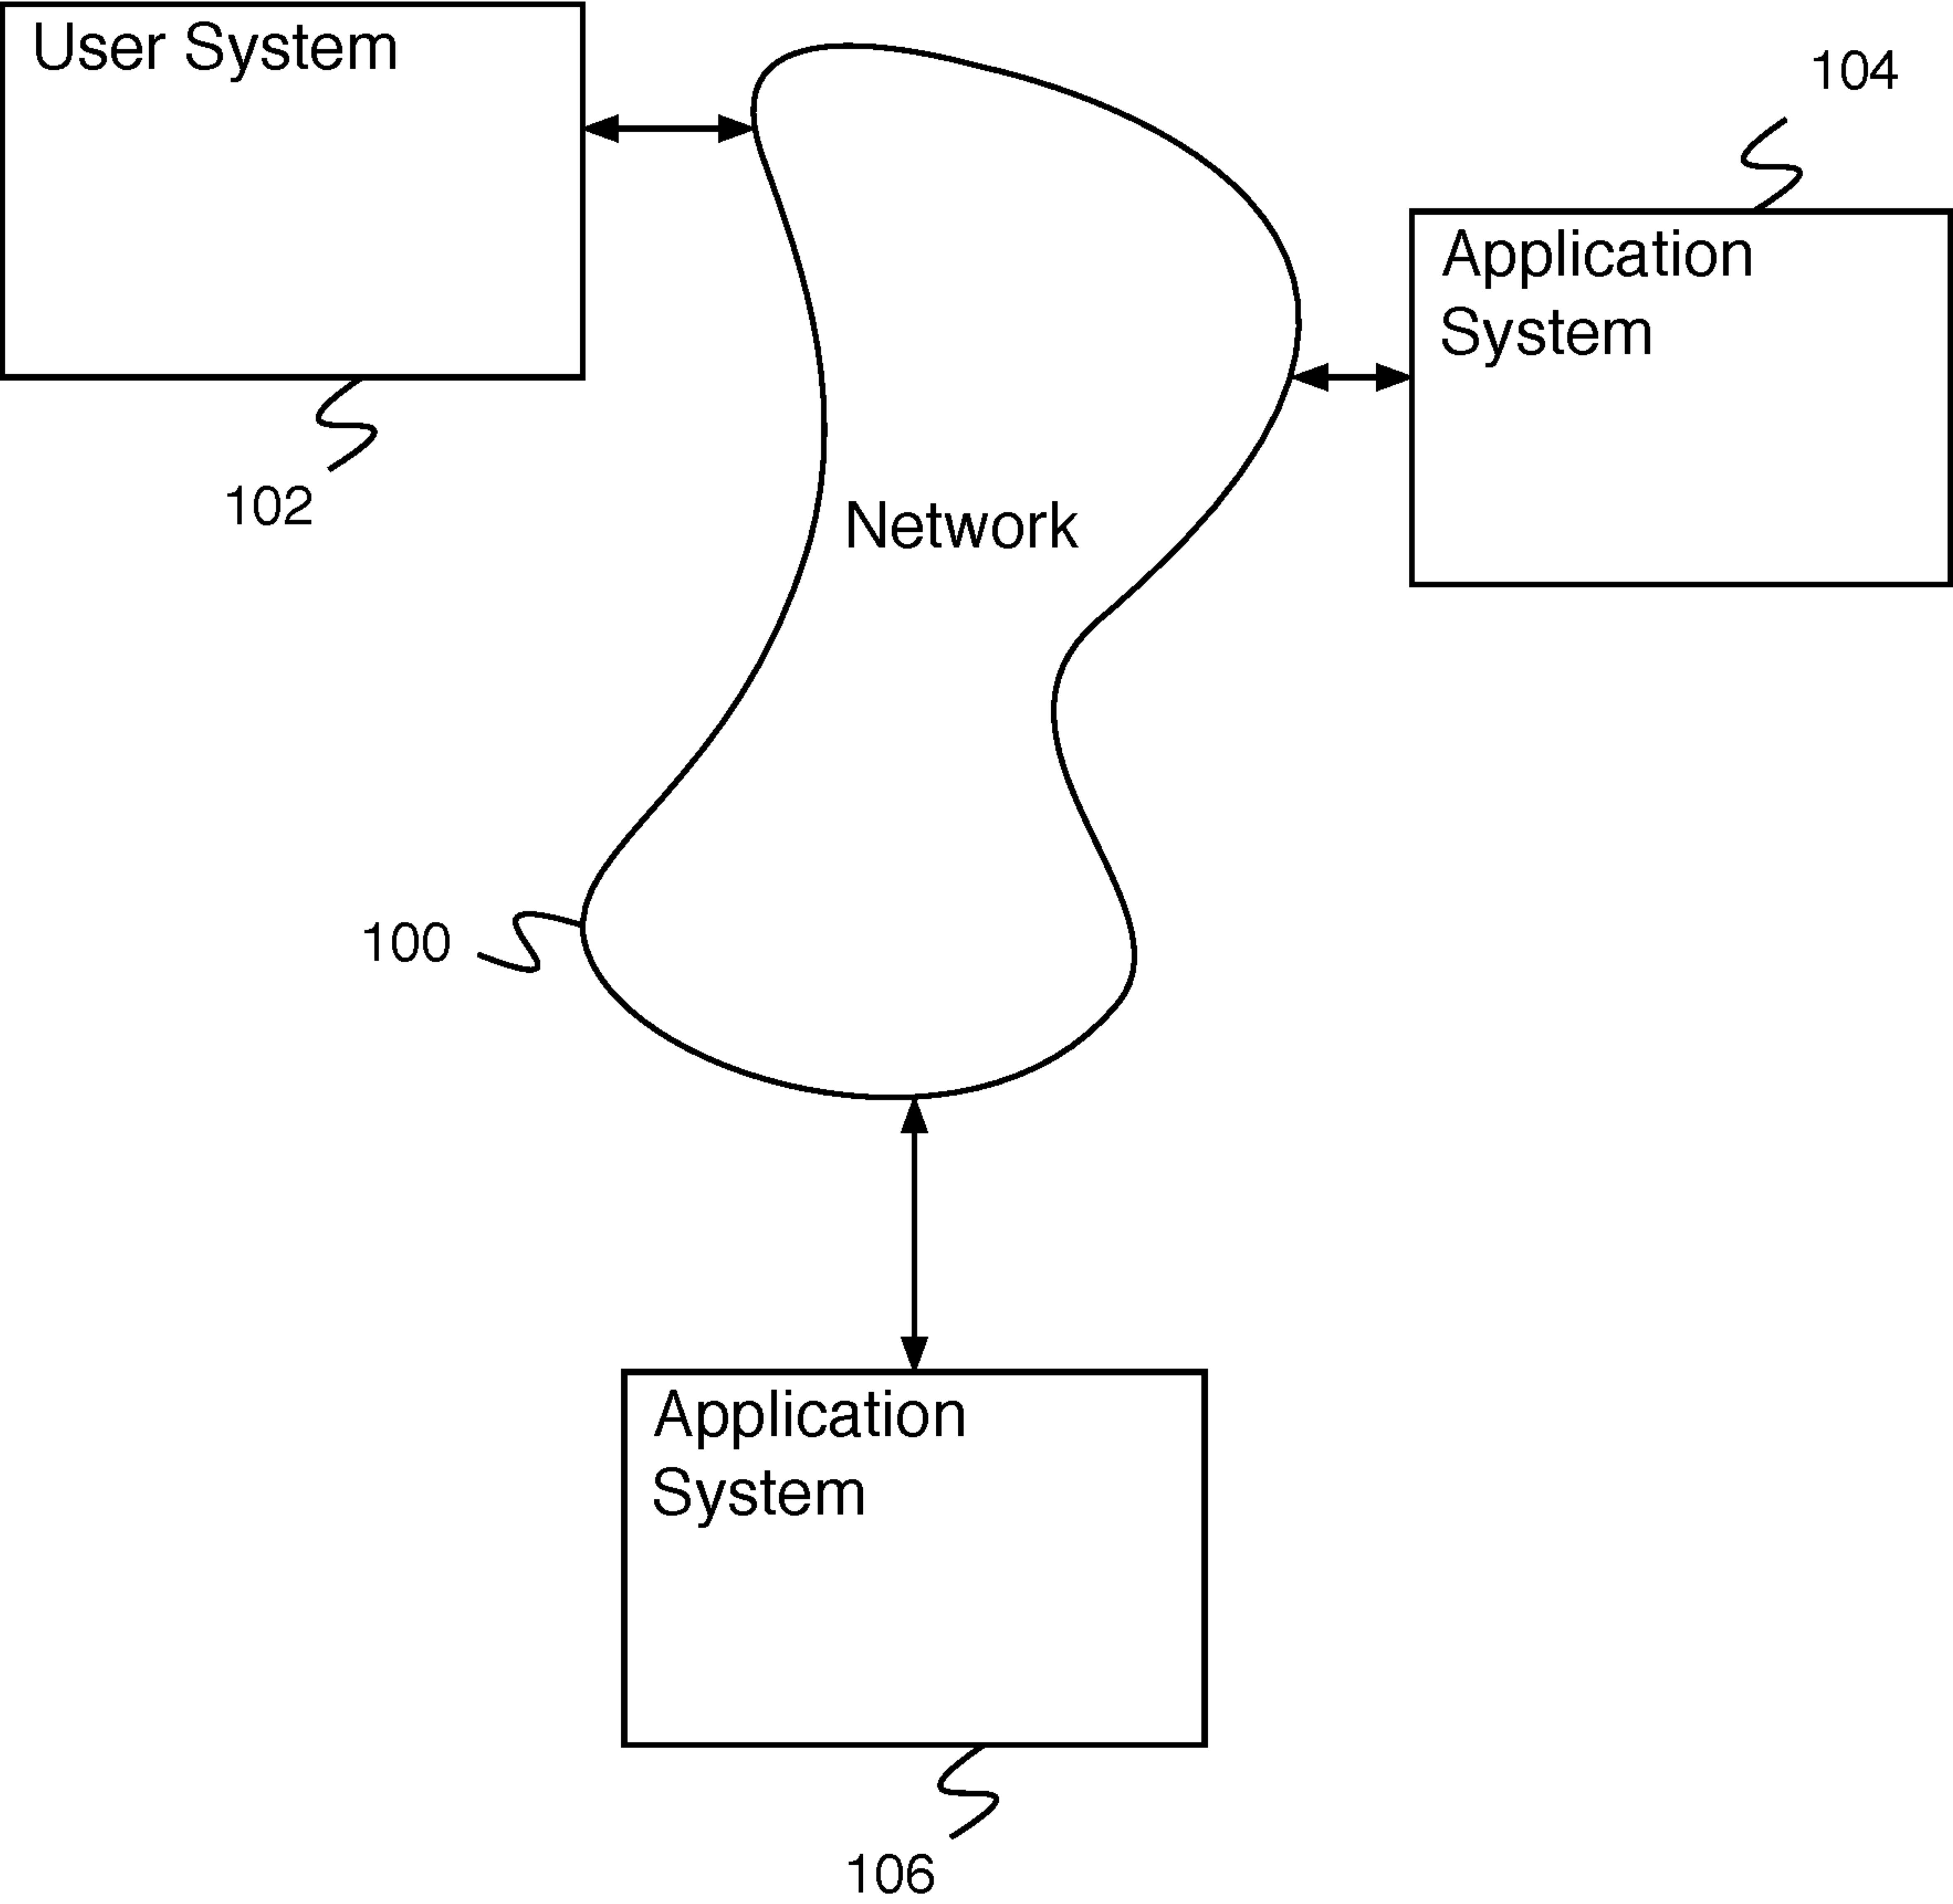 User System
104
Application
System
102
Network
100
Application
System
106